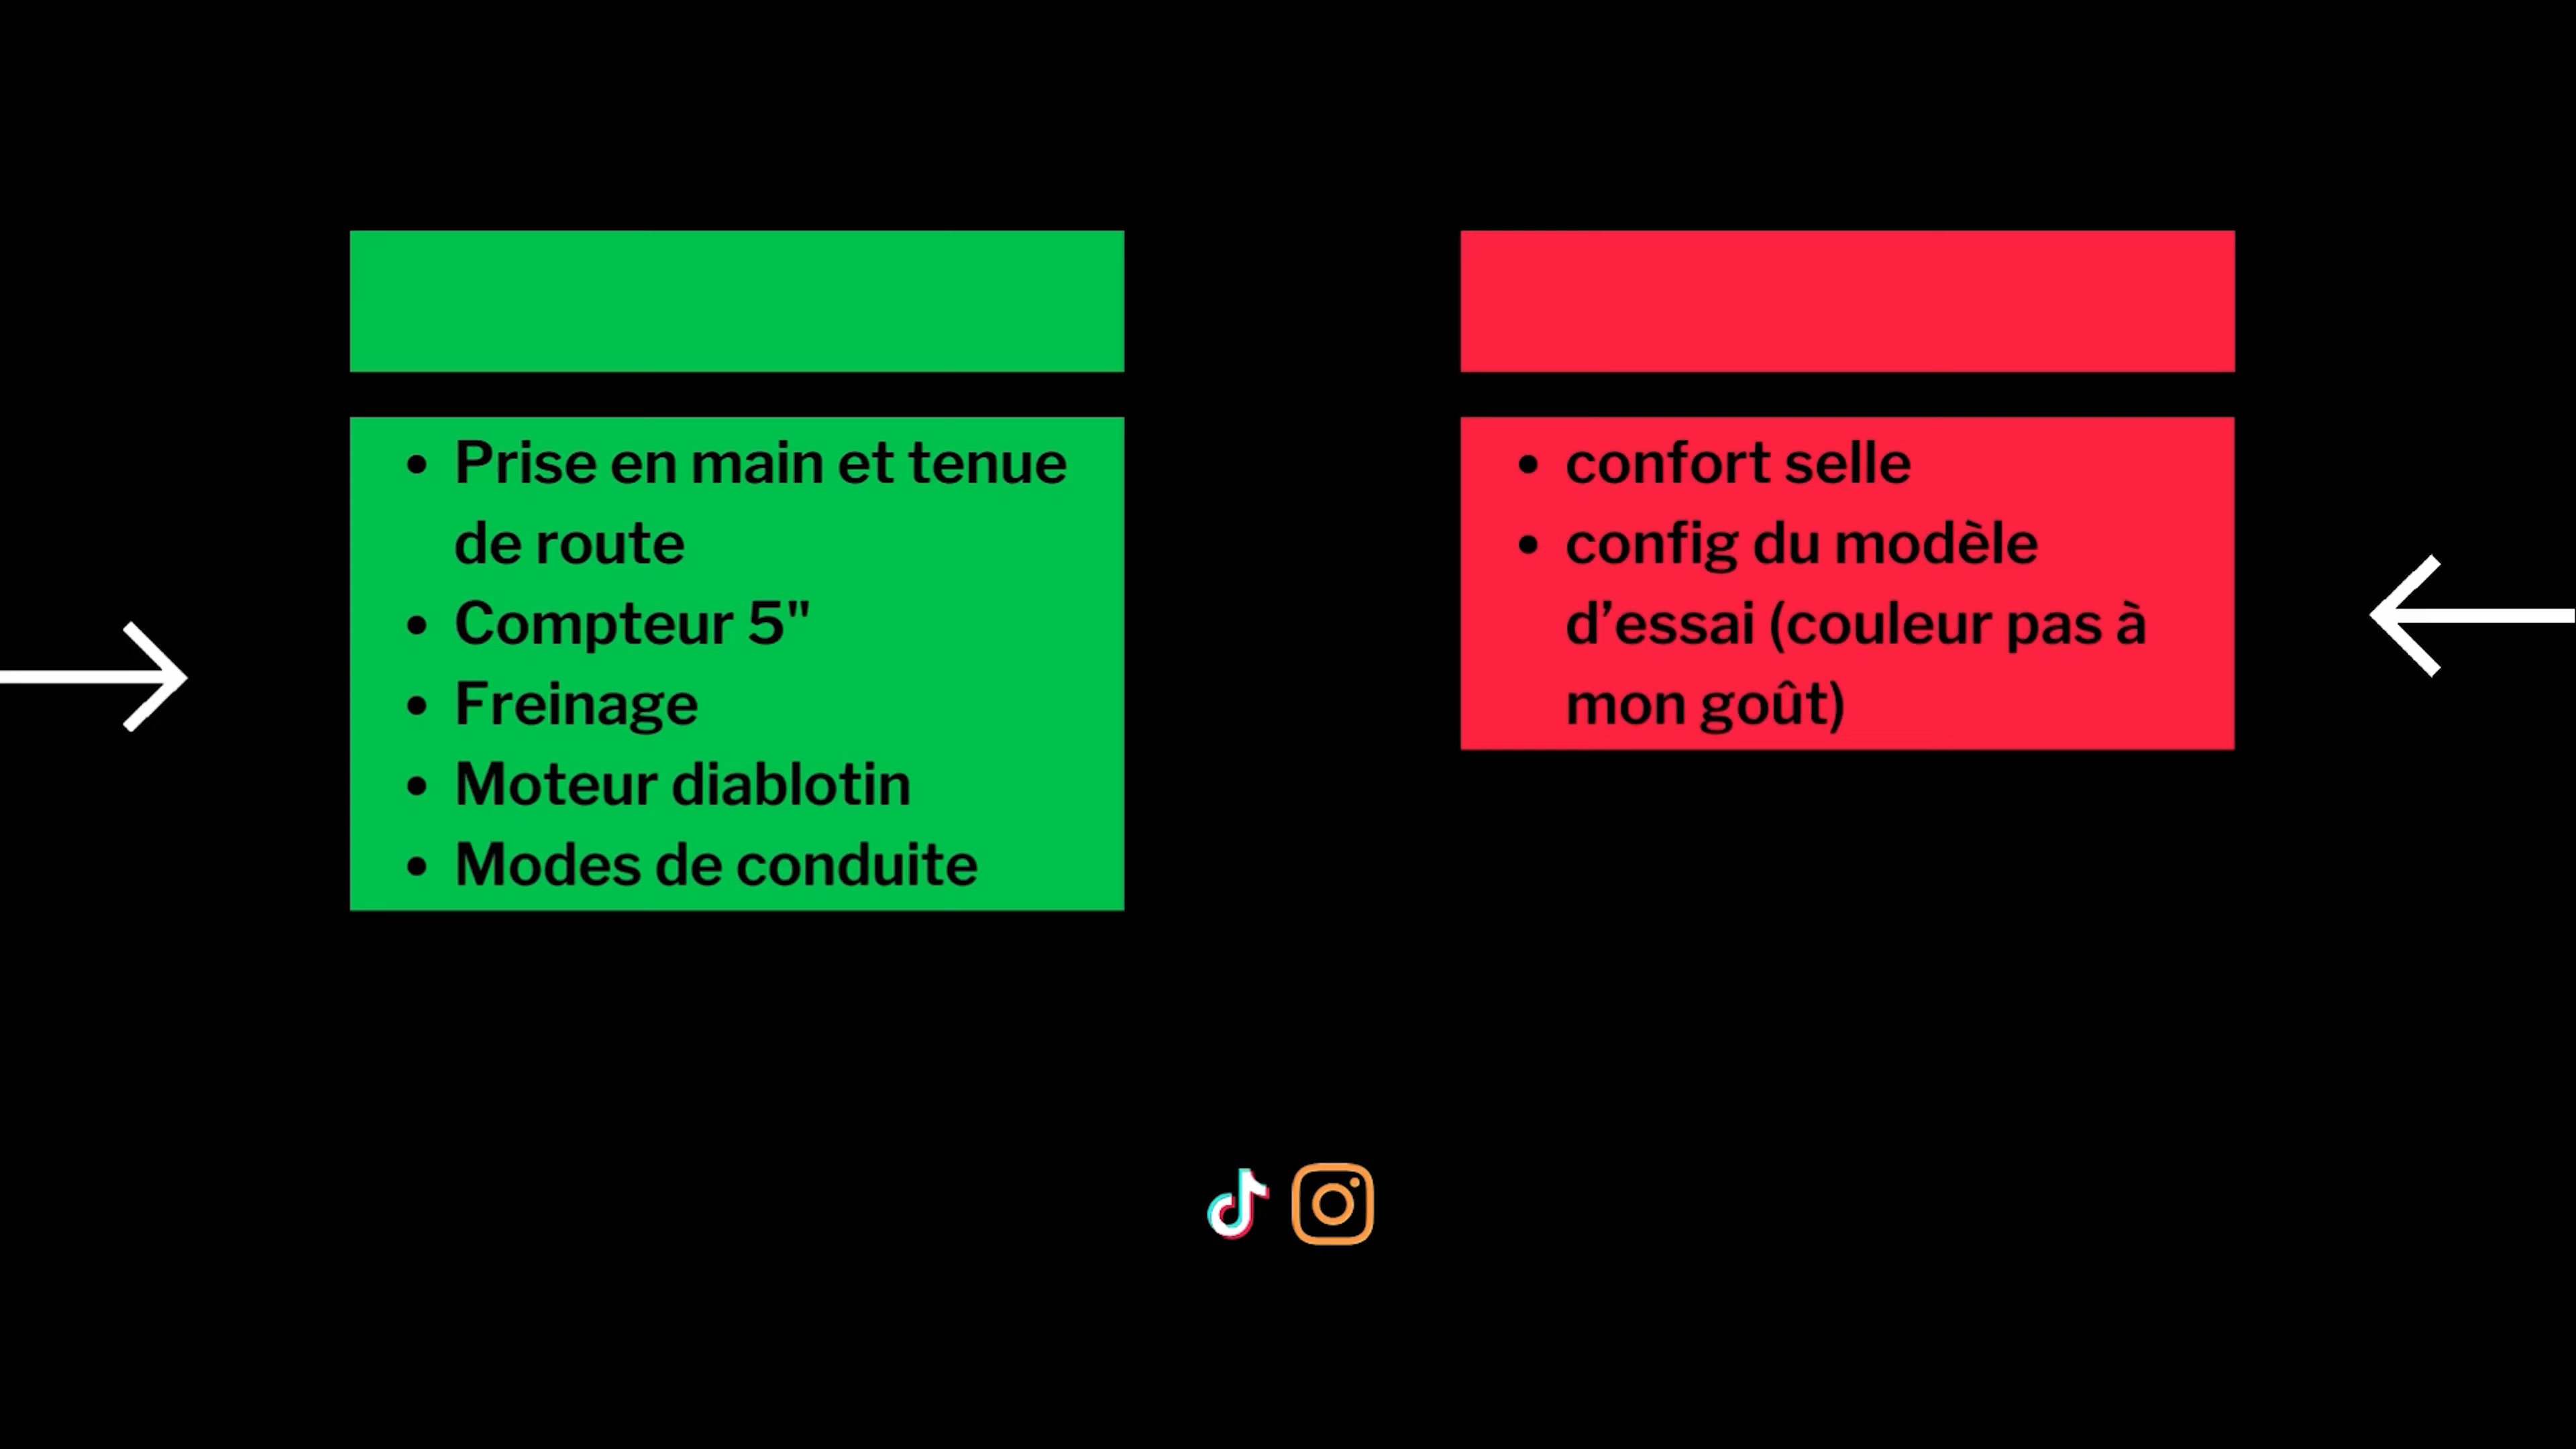 • Prise en main et tenue
de route
• Compteur 5"
• Freinage
• Moteur diablotin
• Modes de conduite
• confort selle
• config du modèle
d’essai (couleur pas à
mon goût)